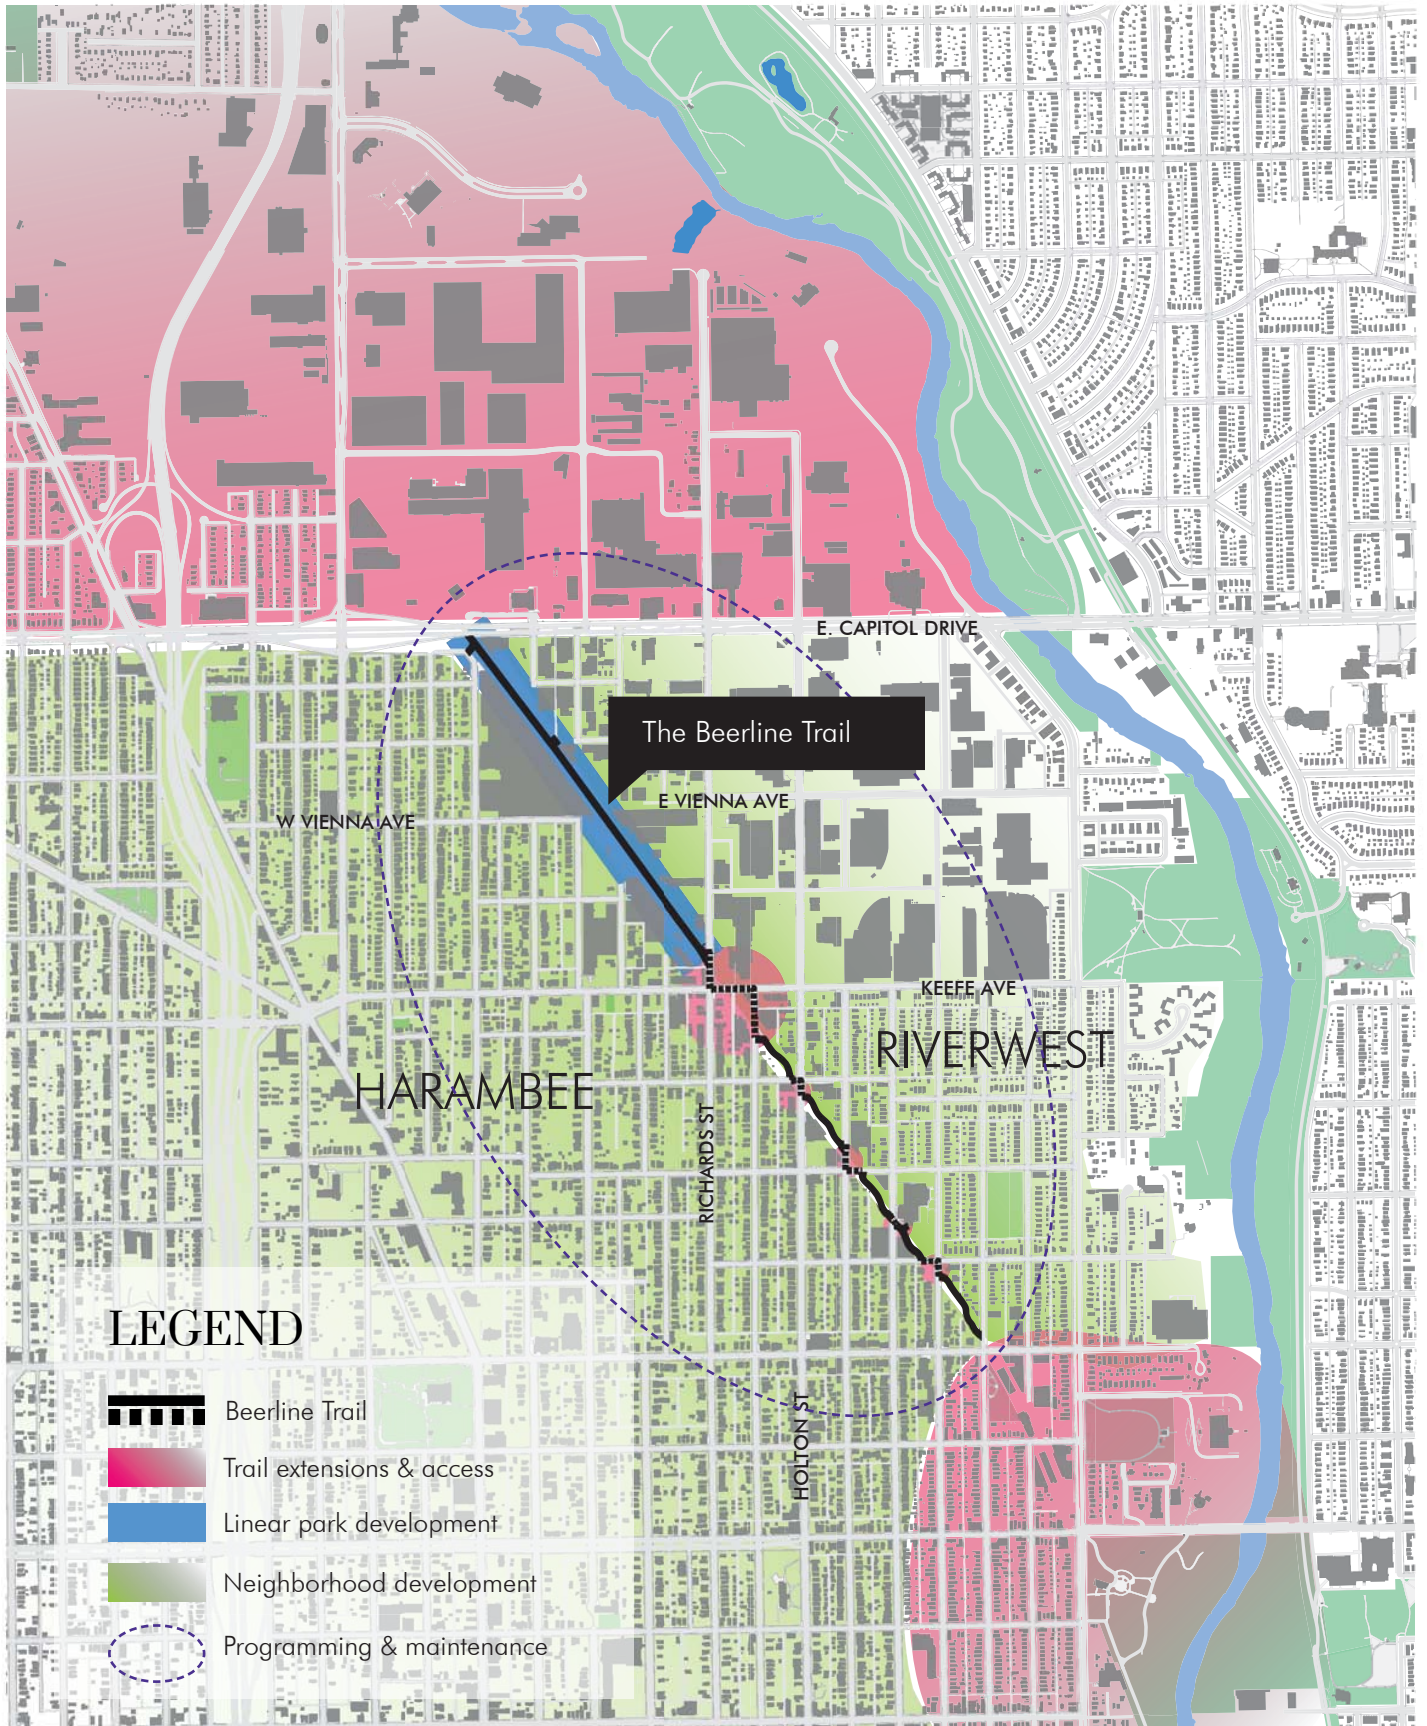 E. CAPITOL DRIVE
The Beerline Trail
E VIENNA AVE
W VIENNA AVE
KEEFE AVE
RIVERWEST
HARAMBEE
RICHARDS ST
HOLTON ST
LEGEND
Beerline Trail
Trail extensions & access
Linear park development
Neighborhood development
Programming & maintenance